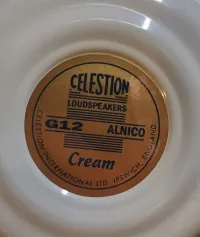 CELESTION
LOUDSPEAKERS
G12 ALNICO
Cream
CELESTION INTERNATIONAL LTD. IPSWICH, ENGLAND